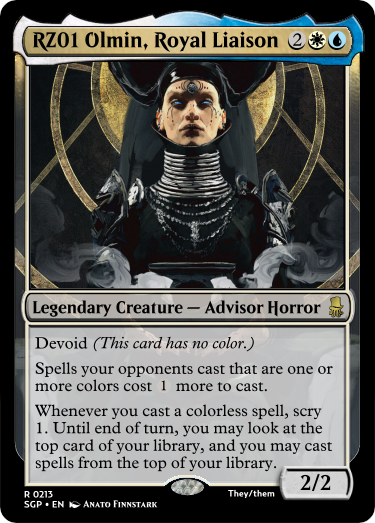 RZ01 Olmin, Royal Liaison 2
Legendary Creature — Advisor Horror
Devoid (This card has no color.)
Spells your opponents cast that are one or
more colors cost 1 more to cast.
Whenever you cast a colorless spell, scry
1. Until end of turn, you may look at the
top card of your library, and you may cast
spells from the top of your library.
2/2
R 0213
They/them
SGP • EN Anato Finnstark